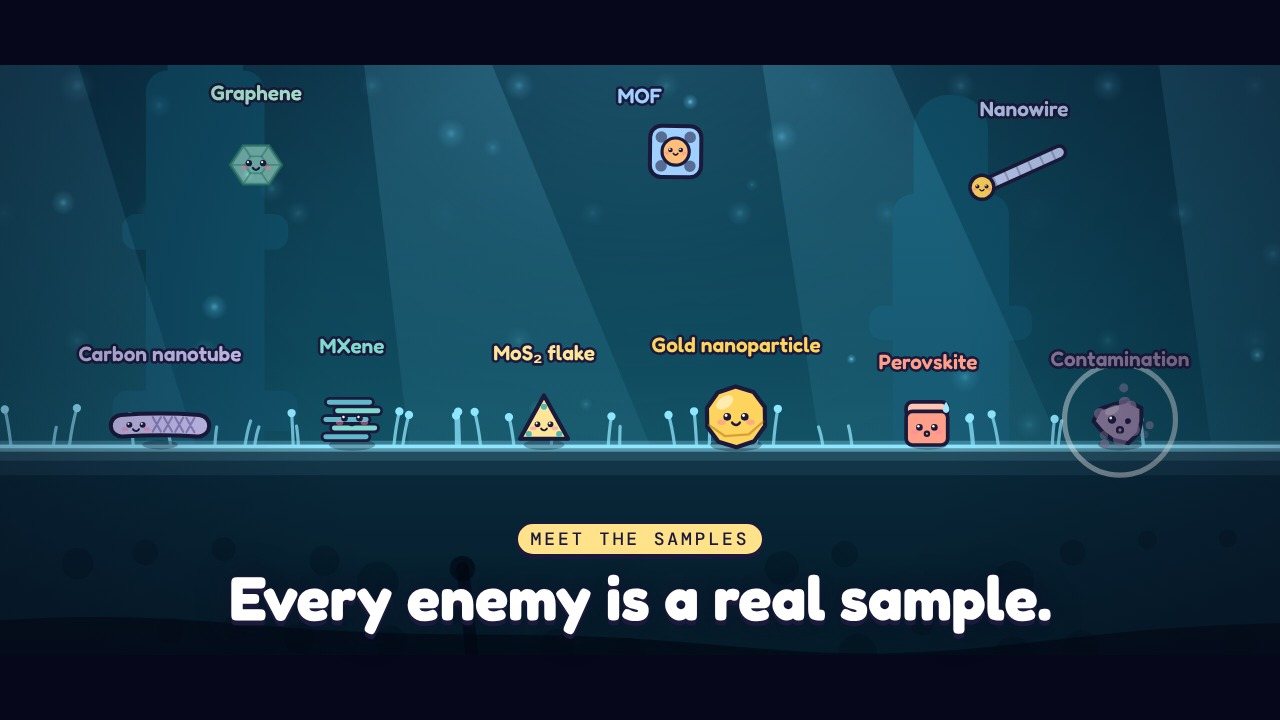 Graphene
MOF
Nanowire
Carbon nanotube
MXene
MoS₂ flake
Gold nanoparticle
Perovskite
Contamination
MEET THE SAMPLES
Every enemy is a real sample.